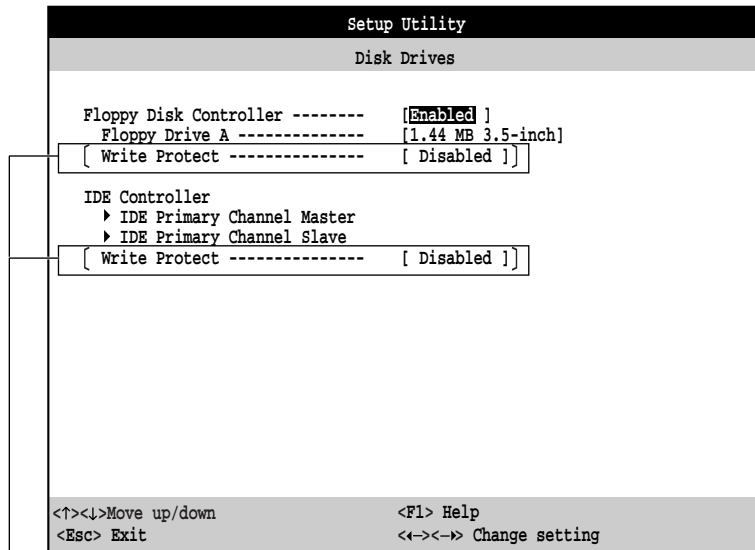 Setup Utility
Disk Drives
Floppy Disk Controller -------- [Enabled ]
Floppy Drive A -------------- [1.44 MB 3.5-inch]
[ Write Protect --------------- [ Disabled ]]
IDE Controller
▶ IDE Primary Channel Master
▶ IDE Primary Channel Slave
[ Write Protect --------------- [ Disabled ]]
<↑><↓>Move up/down <F1> Help
<Esc> Exit <←><→> Change setting